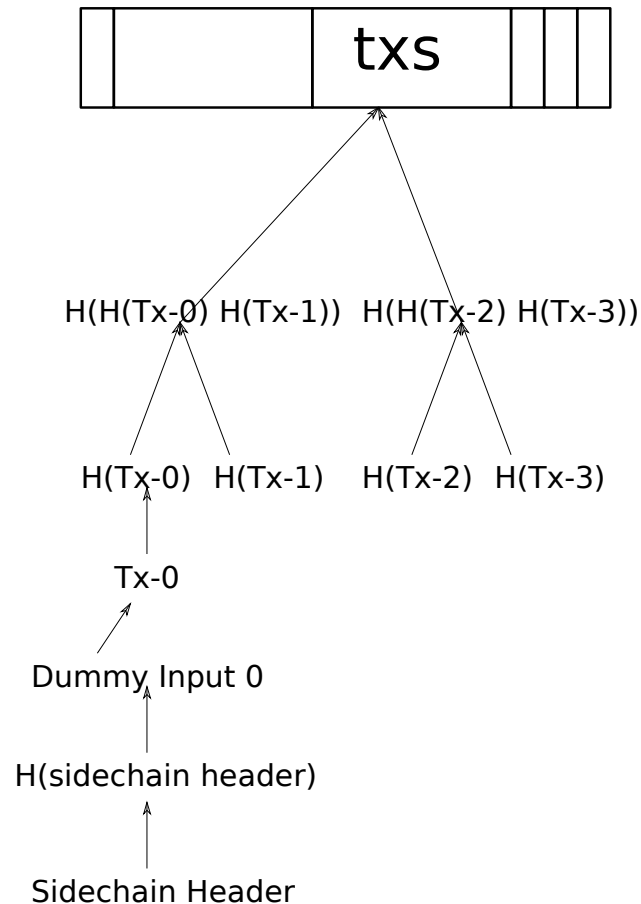 txs
H(H(Tx-0) H(Tx-1)) H(H(Tx-2) H(Tx-3))
H(Tx-0) H(Tx-1) H(Tx-2) H(Tx-3)
Tx-0
Dummy Input 0
H(sidechain header)
Sidechain Header